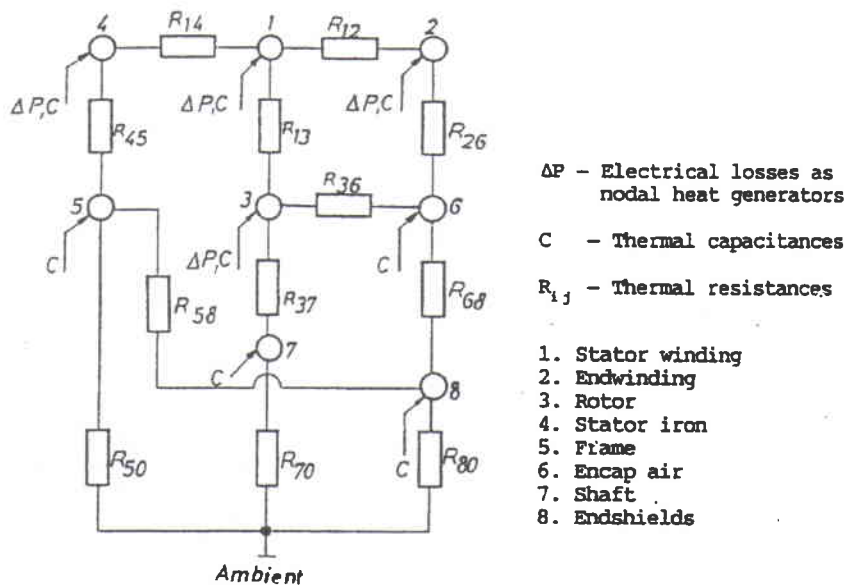 4 R14 1 R12 2
ΔP,C ΔP,C ΔP,C
R45 R13 R26
5 3 R36 6
C ΔP,C C
R58 R37 R68
7
C 8
C
R50 R70 R80
Ambient
ΔP – Electrical losses as
nodal heat generators
C – Thermal capacitances
Rij – Thermal resistances
1. Stator winding
2. Endwinding
3. Rotor
4. Stator iron
5. Frame
6. Encap air
7. Shaft
8. Endshields